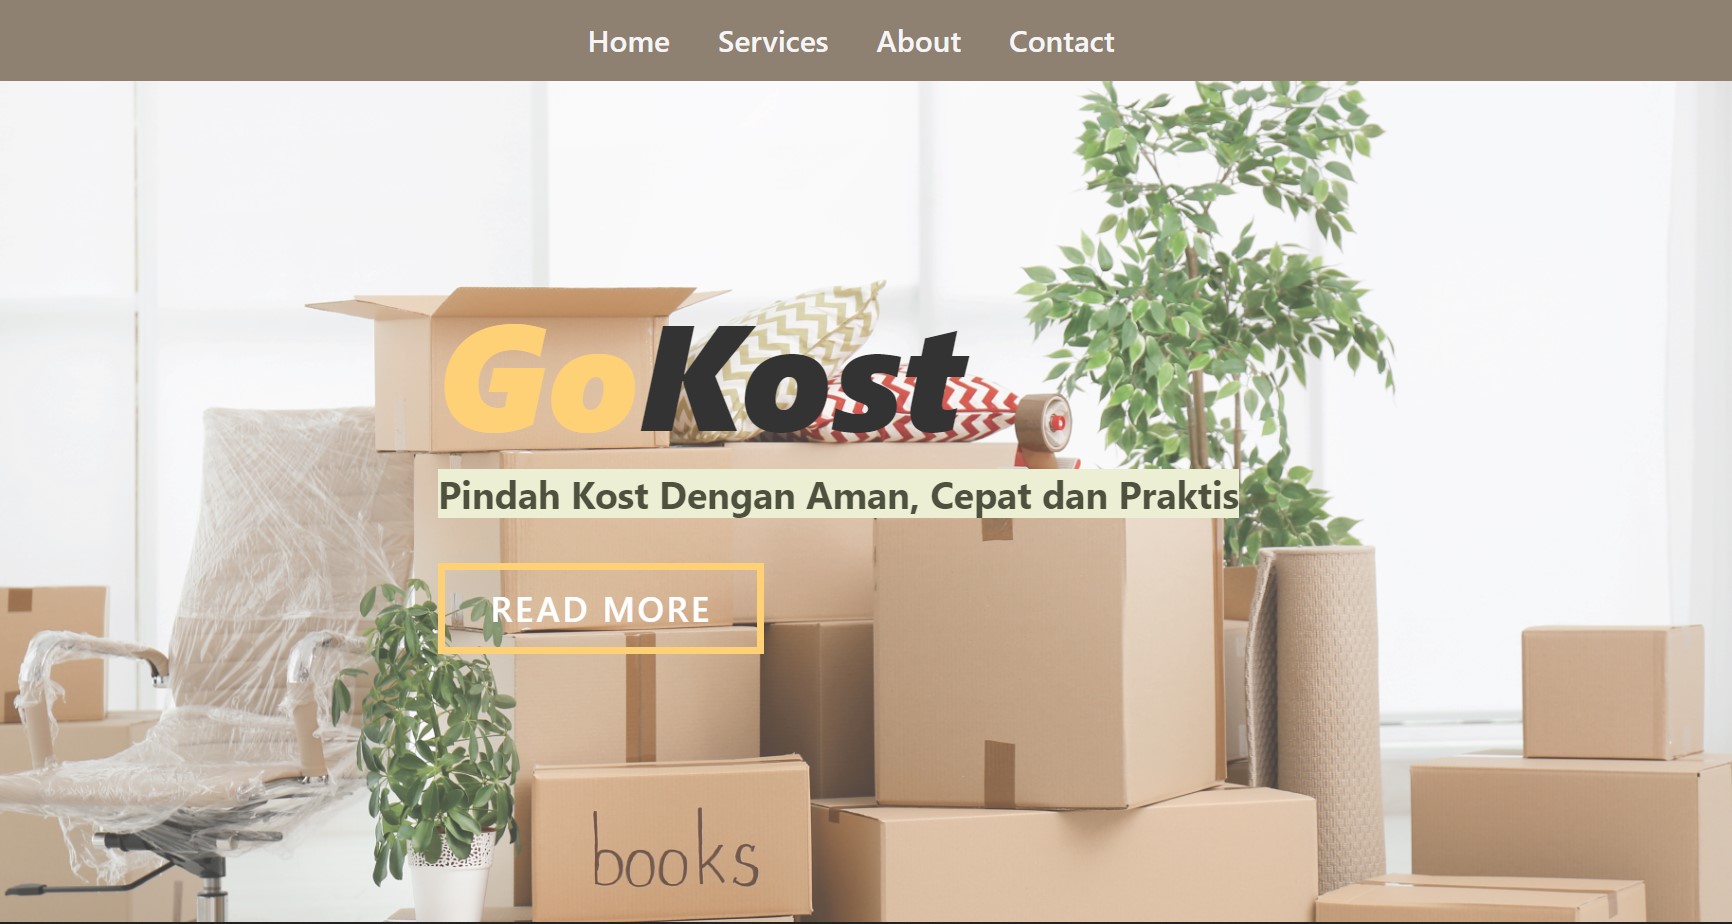 Home Services About Contact
GoKost
Pindah Kost Dengan Aman, Cepat dan Praktis
READ MORE
books